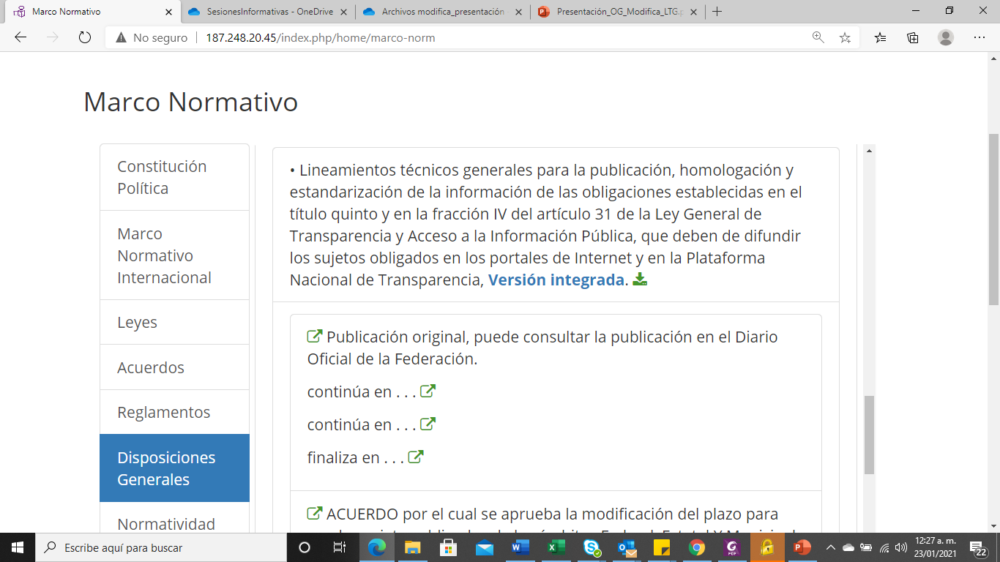 Marco Normativo
SesionesInformativas - OneDrive
Archivos modifica_presentación
Presentación_OG_Modifica_LTG.p
No seguro
187.248.20.45/index.php/home/marco-norm
Marco Normativo
Constitución
Política
Marco
Normativo
Internacional
Leyes
Acuerdos
Reglamentos
Disposiciones
Generales
Normatividad
• Lineamientos técnicos generales para la publicación, homologación y
estandarización de la información de las obligaciones establecidas en el
título quinto y en la fracción IV del artículo 31 de la Ley General de
Transparencia y Acceso a la Información Pública, que deben de difundir
los sujetos obligados en los portales de Internet y en la Plataforma
Nacional de Transparencia, Versión integrada.
Publicación original, puede consultar la publicación en el Diario
Oficial de la Federación.
continúa en . . .
continúa en . . .
finaliza en . . .
ACUERDO por el cual se aprueba la modificación del plazo para
Escribe aquí para buscar
12:27 a. m.
23/01/2021
22